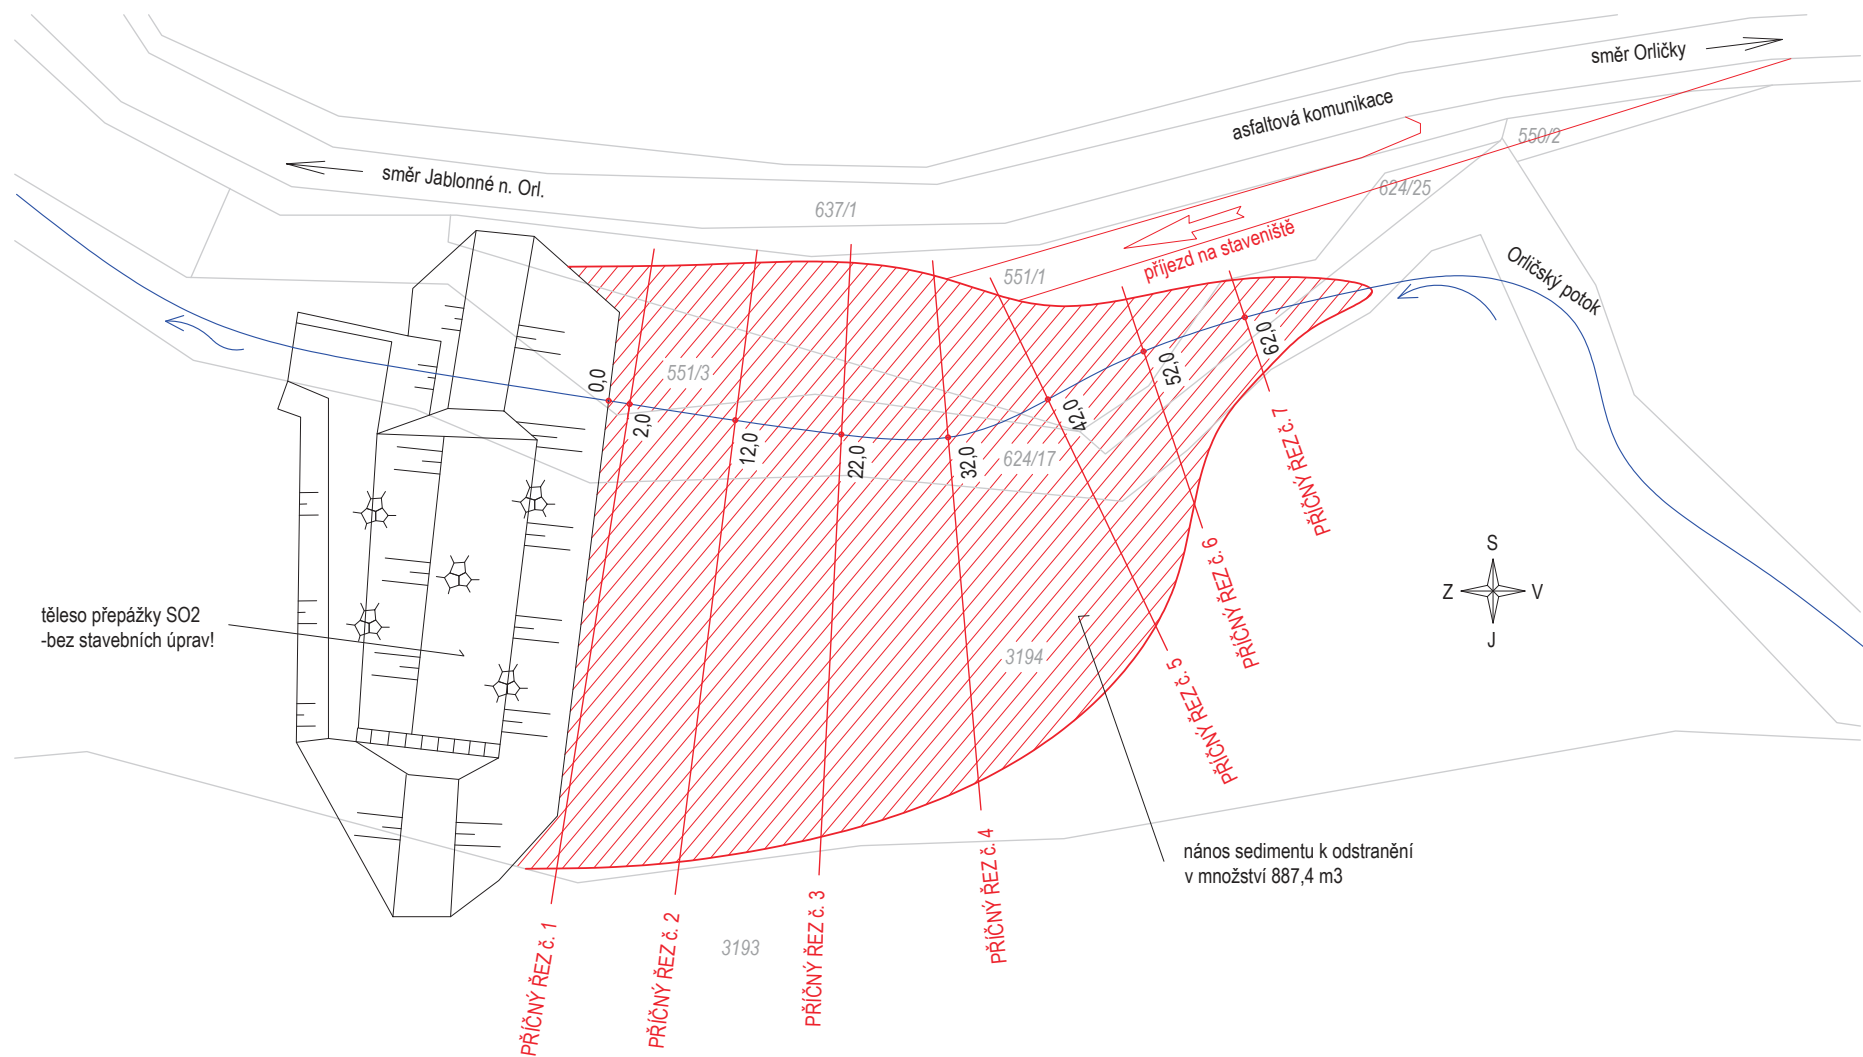 směr Orličky
asfaltová komunikace
550/2
směr Jablonné n. Orl.
624/25
637/1
příjezd na staveniště
551/1
Orličský potok
551/3
0,0
2,0
12,0
22,0
32,0
42,0
52,0
62,0
624/17
PŘÍČNÝ ŘEZ č. 7
PŘÍČNÝ ŘEZ č. 6
PŘÍČNÝ ŘEZ č. 5
S
Z
V
J
těleso přepážky SO2
-bez stavebních úprav!
3194
nános sedimentu k odstranění
v množství 887,4 m3
PŘÍČNÝ ŘEZ č. 4
PŘÍČNÝ ŘEZ č. 3
PŘÍČNÝ ŘEZ č. 2
PŘÍČNÝ ŘEZ č. 1
3193